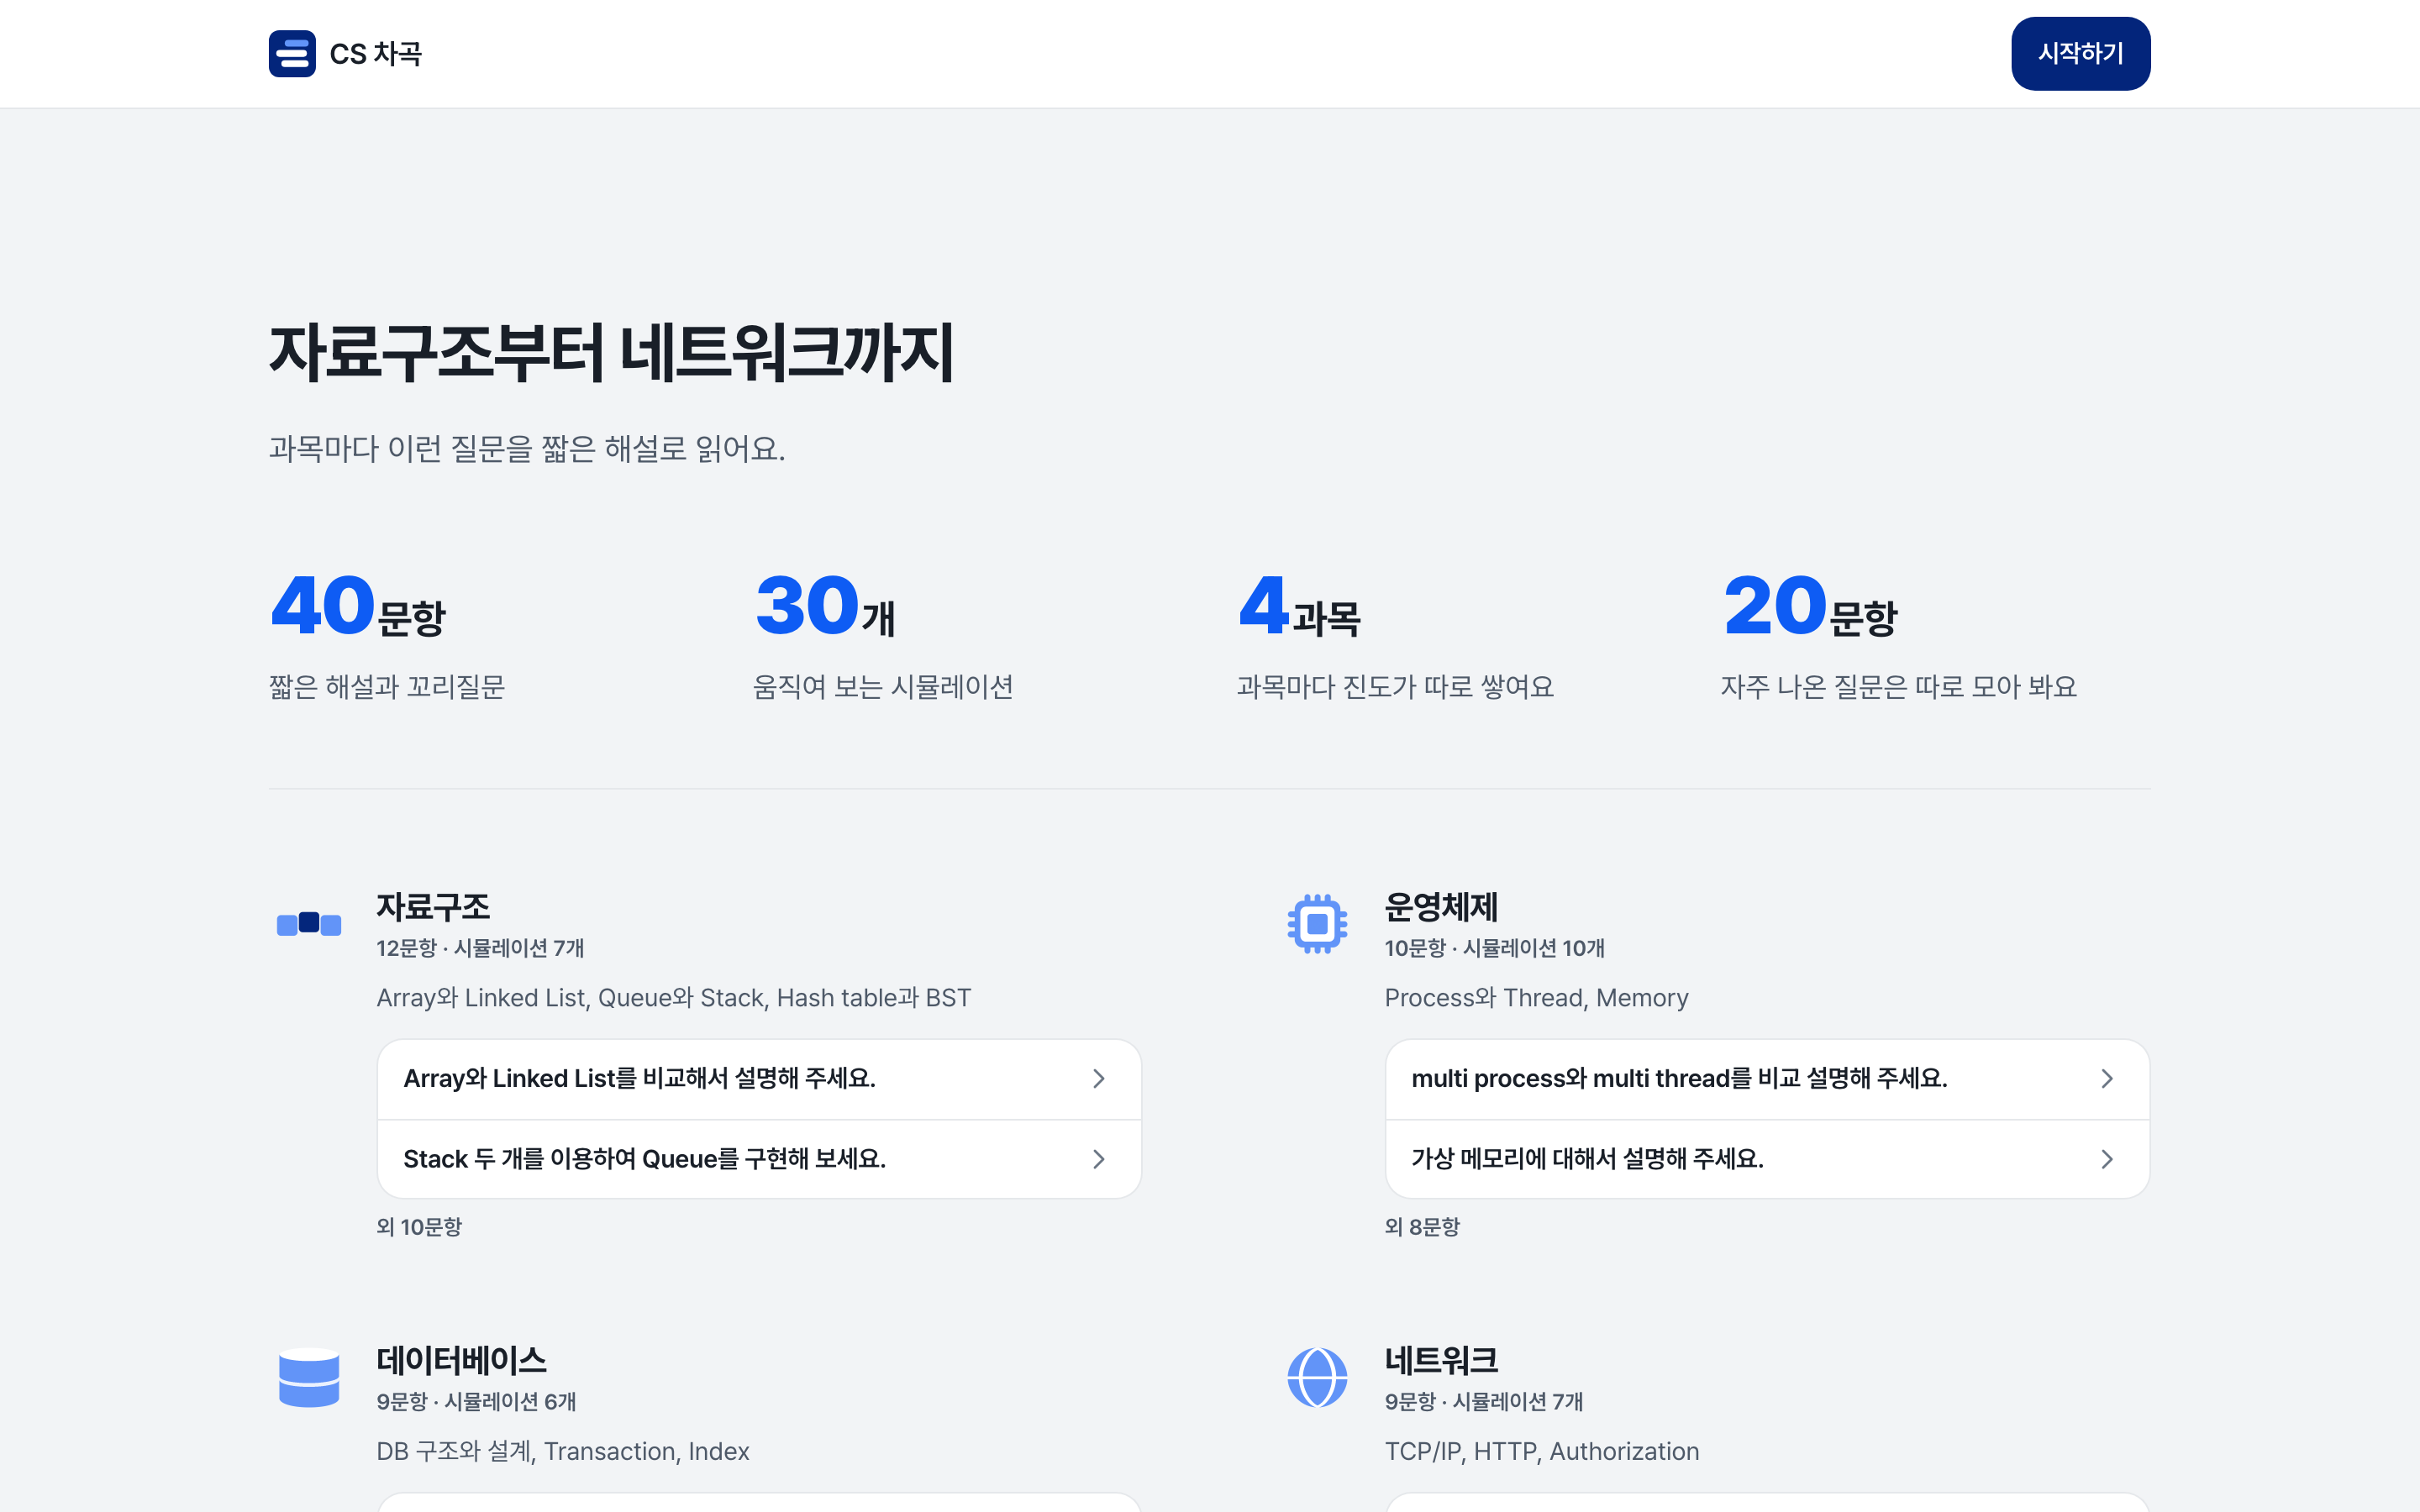 CS 차곡
시작하기
자료구조부터 네트워크까지
과목마다 이런 질문을 짧은 해설로 읽어요.
40문항
짧은 해설과 꼬리질문
30개
움직여 보는 시뮬레이션
4과목
과목마다 진도가 따로 쌓여요
20문항
자주 나온 질문은 따로 모아 봐요
자료구조
12문항 · 시뮬레이션 7개
Array와 Linked List, Queue와 Stack, Hash table과 BST
Array와 Linked List를 비교해서 설명해 주세요.
Stack 두 개를 이용하여 Queue를 구현해 보세요.
외 10문항
운영체제
10문항 · 시뮬레이션 10개
Process와 Thread, Memory
multi process와 multi thread를 비교 설명해 주세요.
가상 메모리에 대해서 설명해 주세요.
외 8문항
데이터베이스
9문항 · 시뮬레이션 6개
DB 구조와 설계, Transaction, Index
네트워크
9문항 · 시뮬레이션 7개
TCP/IP, HTTP, Authorization